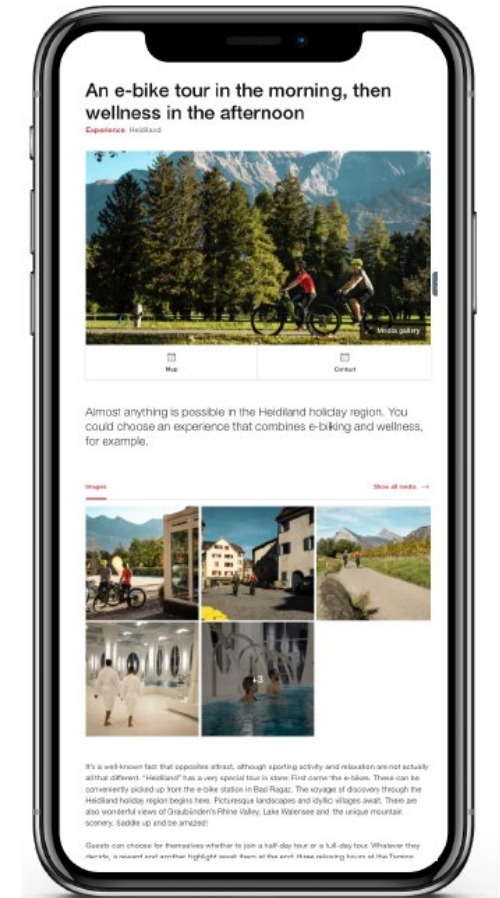 An e-bike tour in the morning, then
wellness in the afternoon
Experience Heidiland
Media gallery
Map
Contact
Almost anything is possible in the Heidiland holiday region. You
could choose an experience that combines e-biking and wellness,
for example.
Images
Show all media →
+3
It's a well-known fact that opposites attract, although sporting activity and relaxation are not actually
all that different. "Heidiland" has a very special tour in store: First came the e-bikes. These can be
conveniently picked up from the e-bike station in Bad Ragaz. The voyage of discovery through the
Heidiland holiday region begins here. Picturesque landscapes and idyllic villages await. There are
also wonderful views of Graubünden's Rhine Valley, Lake Walensee and the unique mountain
scenery. Saddle up and be amazed!
Guests can choose for themselves whether to join a half-day tour or a full-day tour. Whatever they
decide, a reward and another highlight await them at the end: three relaxing hours at the Tamina